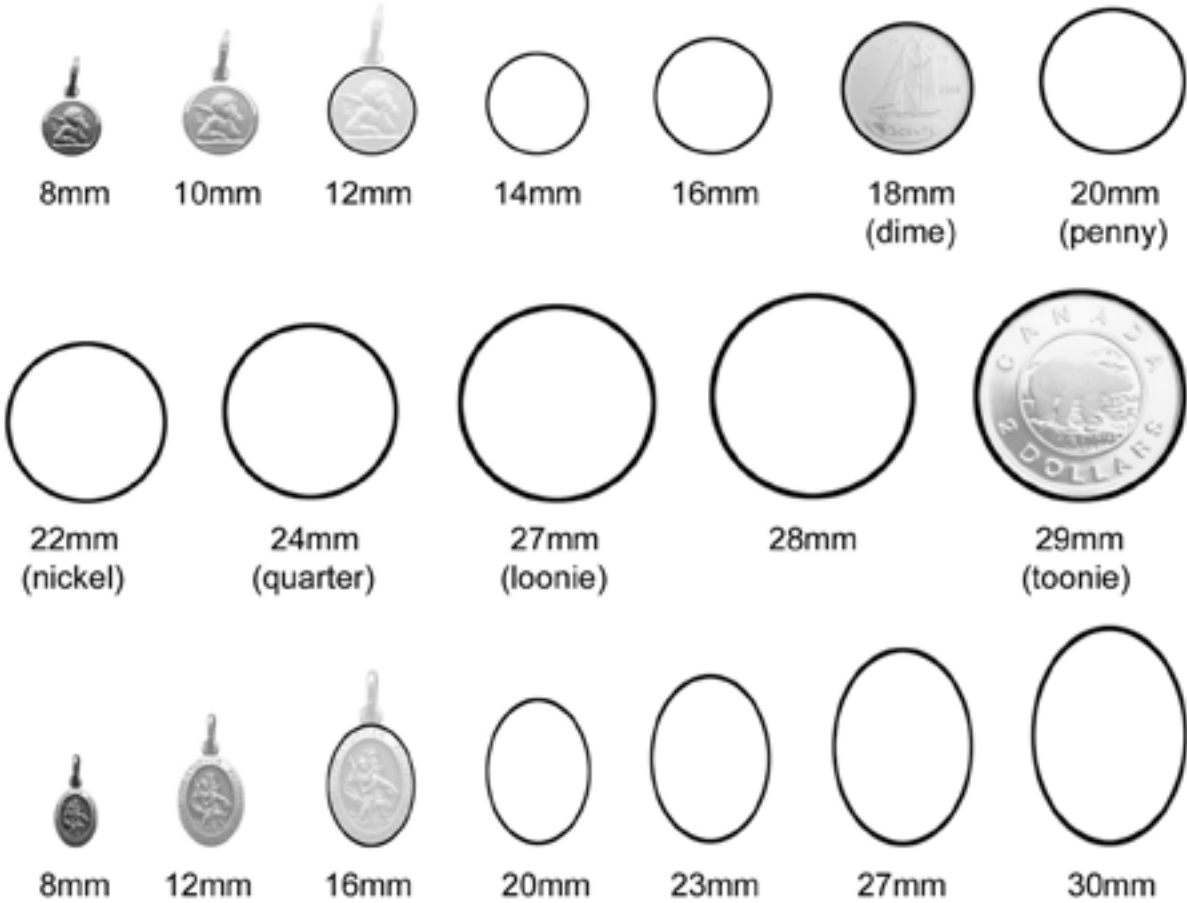 8mm 10mm 12mm 14mm 16mm 18mm 20mm
(dime) (penny)
CANADA
2 DOLLARS
22mm 24mm 27mm 28mm 29mm
(nickel) (quarter) (loonie) (toonie)
8mm 12mm 16mm 20mm 23mm 27mm 30mm